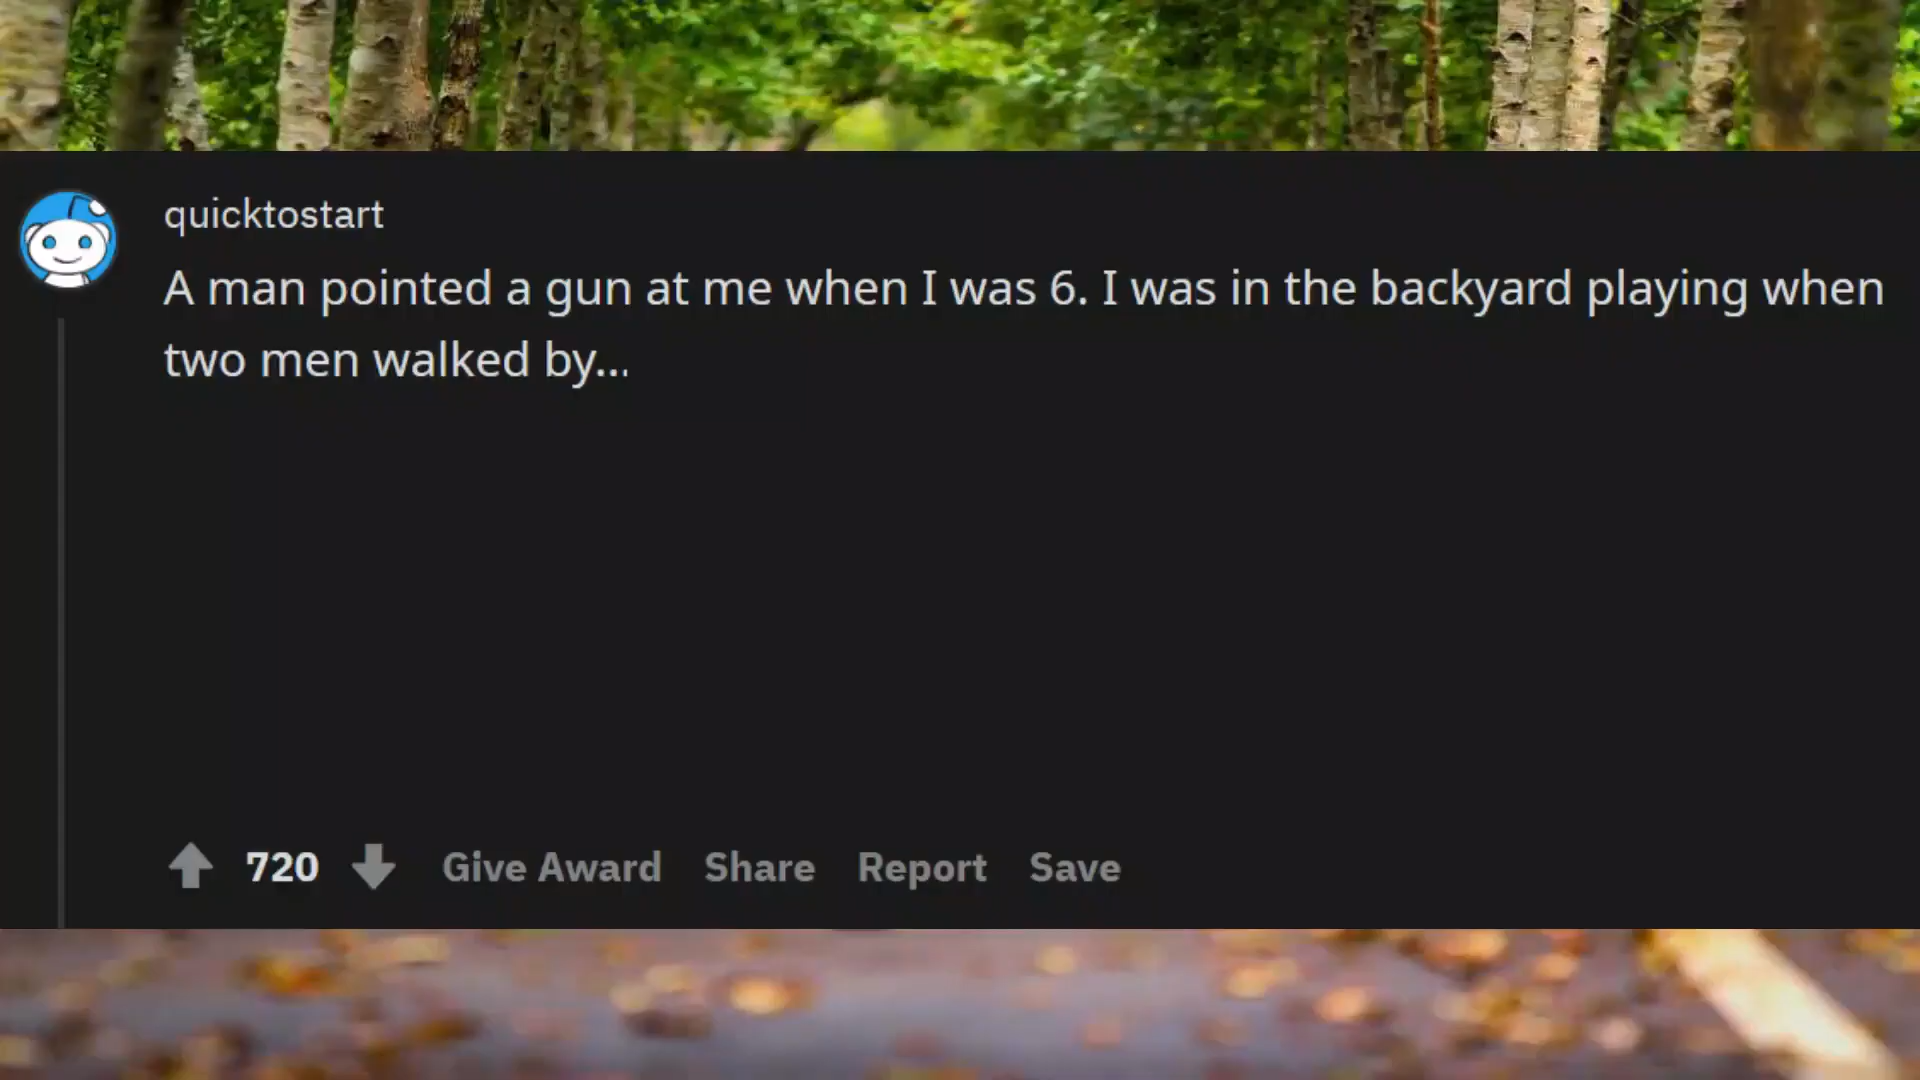 quicktostart
A man pointed a gun at me when I was 6. I was in the backyard playing when
two men walked by...
720 Give Award Share Report Save